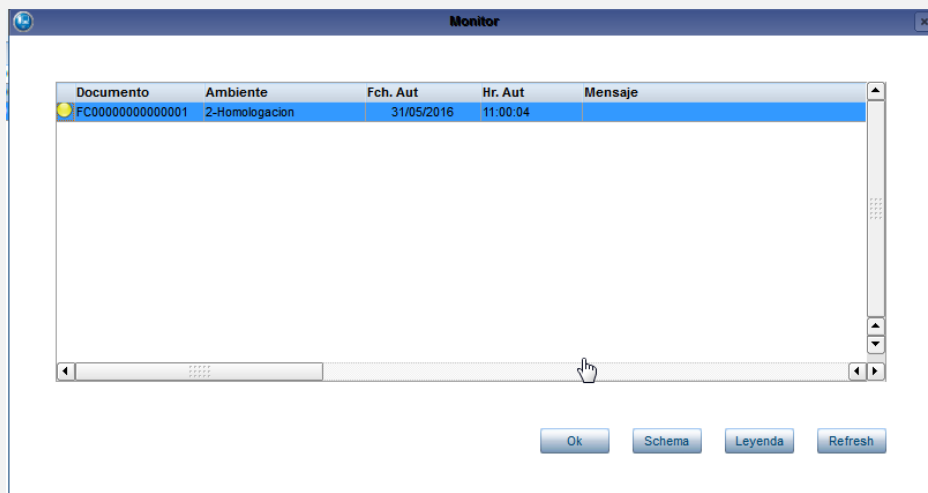 Monitor
Documento Ambiente Fch. Aut Hr. Aut Mensaje
FC00000000000001 2-Homologacion 31/05/2016 11:00:04
Ok Schema Leyenda Refresh